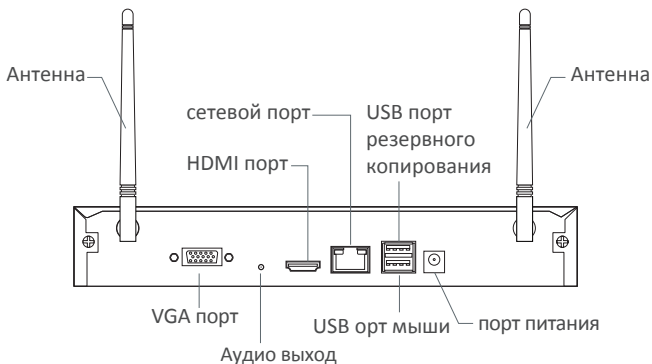 Антенна
Антенна
сетевой порт
USB порт
резервного
копирования
HDMI порт
VGA порт
USB орт мыши
порт питания
Аудио выход